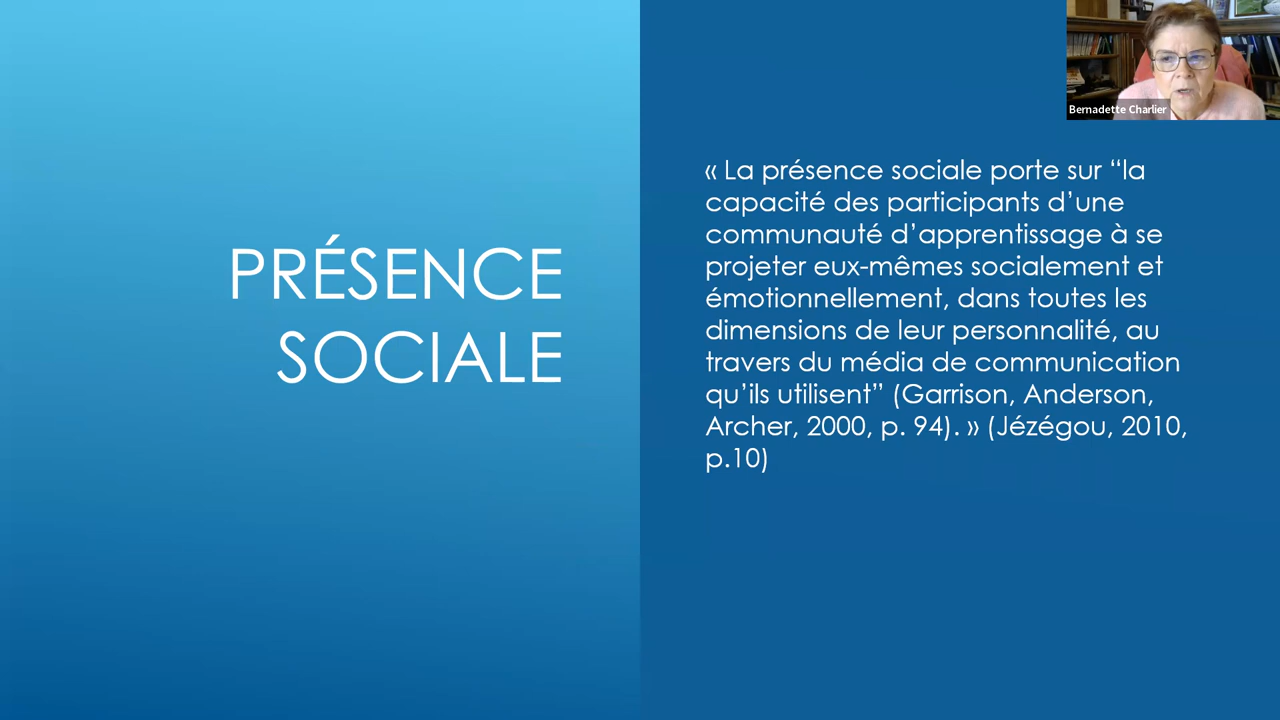 PRÉSENCE
SOCIALE
« La présence sociale porte sur “la
capacité des participants d’une
communauté d’apprentissage à se
projeter eux-mêmes socialement et
émotionnellement, dans toutes les
dimensions de leur personnalité, au
travers du média de communication
qu’ils utilisent” (Garrison, Anderson,
Archer, 2000, p. 94). » (Jézégou, 2010,
p.10)
Bernadette Charlier